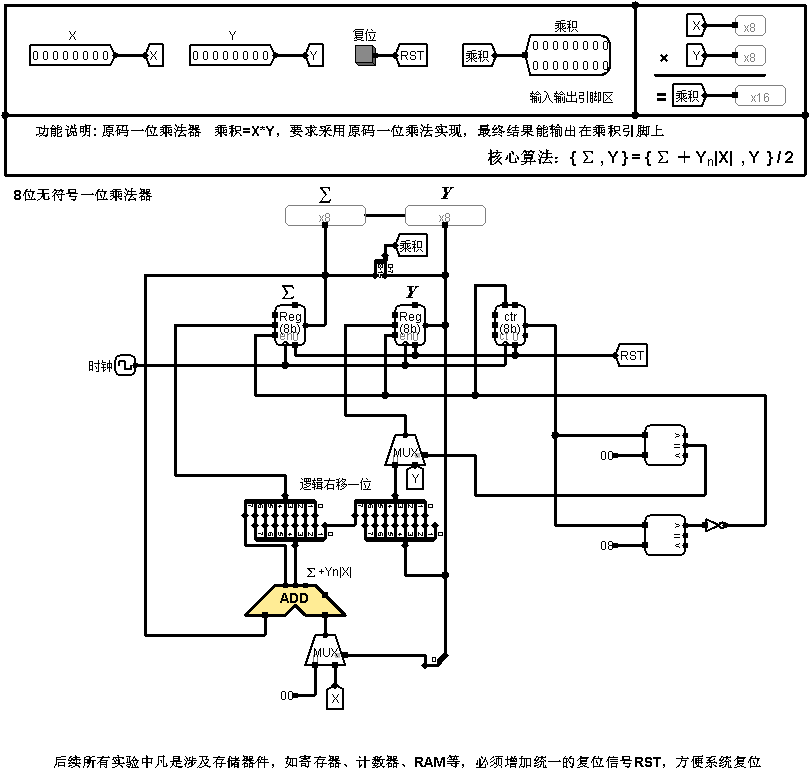 X
00000000
X
Y
00000000
Y
复位
RST
乘积
乘积
00000000
00000000
输入输出引脚区
X
x8
×
Y
x8
=
乘积
x16
功能说明: 原码一位乘法器 乘积=X*Y，要求采用原码一位乘法实现，最终结果能输出在乘积引脚上
核心算法：{ Σ , Y } = { Σ + Yn|X| , Y } / 2
8位无符号一位乘法器
Σ
Y
x8
x8
乘积
Σ
Y
Reg
(8b)
en0
Reg
(8b)
en0
ctr
(8b)
ct 0
RST
时钟
MUX
Y
00
逻辑右移一位
08
Σ+Yn|X|
ADD
MUX
00
X
后续所有实验中凡是涉及存储器件，如寄存器、计数器、RAM等，必须增加统一的复位信号RST，方便系统复位